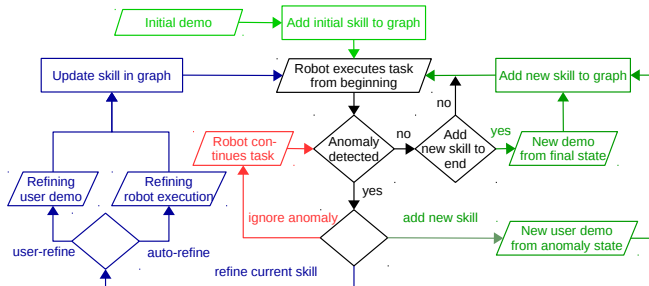 Initial demo
Add initial skill to graph
Update skill in graph
Robot executes task
from beginning
Add new skill to graph
no
Robot con-
tinues task
Anomaly
detected
no
Add
new skill to
end
yes
New demo
from final state
Refining
user demo
Refining
robot execution
yes
ignore anomaly
add new skill
New user demo
from anomaly state
user-refine
auto-refine
refine current skill